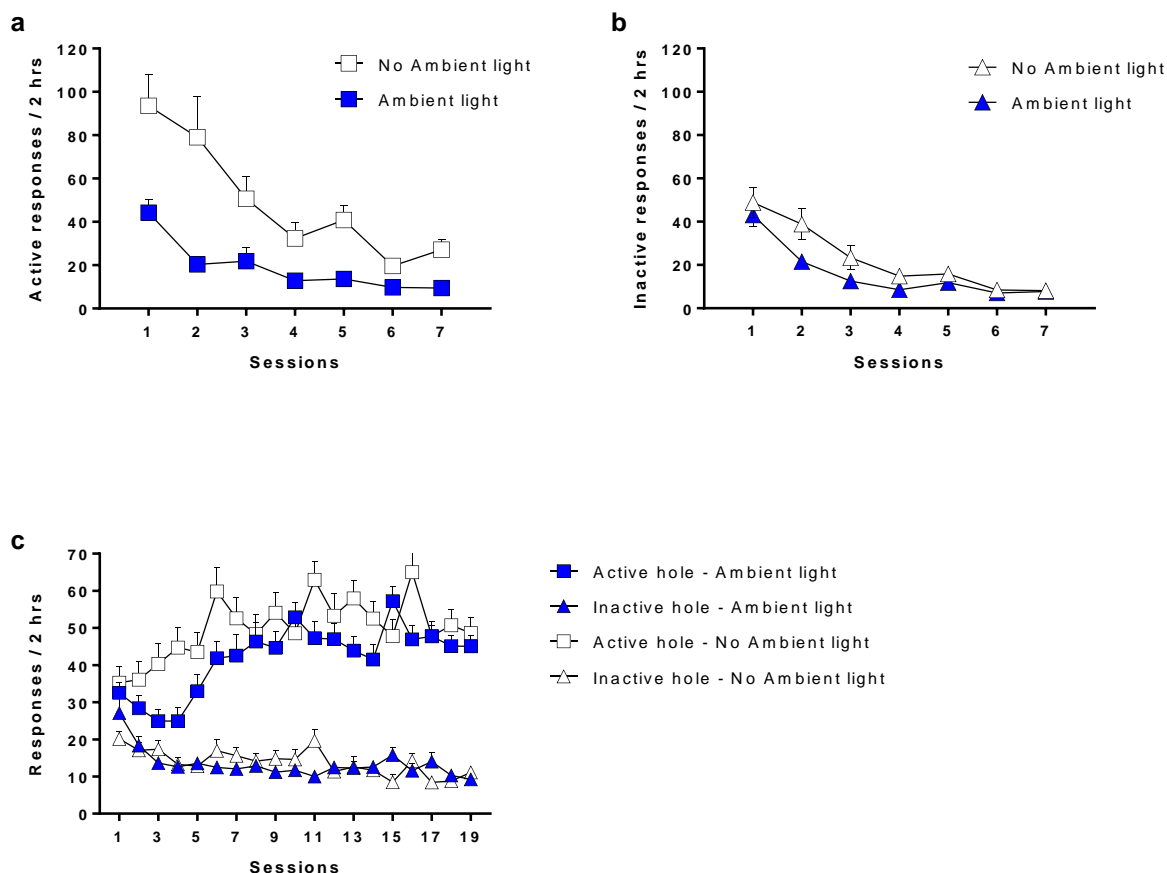 a
Active responses / 2 hrs
120
100
80
60
40
20
0
1 2 3 4 5 6 7
Sessions
No Ambient light
Ambient light
b
Inactive responses / 2 hrs
120
100
80
60
40
20
0
1 2 3 4 5 6 7
Sessions
No Ambient light
Ambient light
c
Responses / 2 hrs
70
60
50
40
30
20
10
0
1 3 5 7 9 11 13 15 17 19
Sessions
Active hole - Ambient light
Inactive hole - Ambient light
Active hole - No Ambient light
Inactive hole - No Ambient light